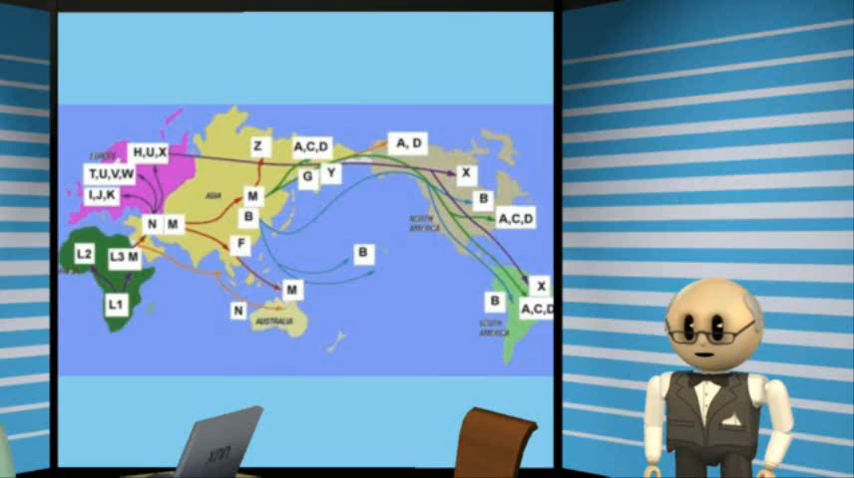 Z
A,C,D
A, D
H,U,X
EUROPE
T,U,V,W
G
Y
X
I,J,K
ASIA
M
B
B
N
M
NORTH
AMERICA
A,C,D
F
L2
L3 M
B
M
X
L1
N
B
A,C,D
AUSTRALIA
SOUTH
AMERICA